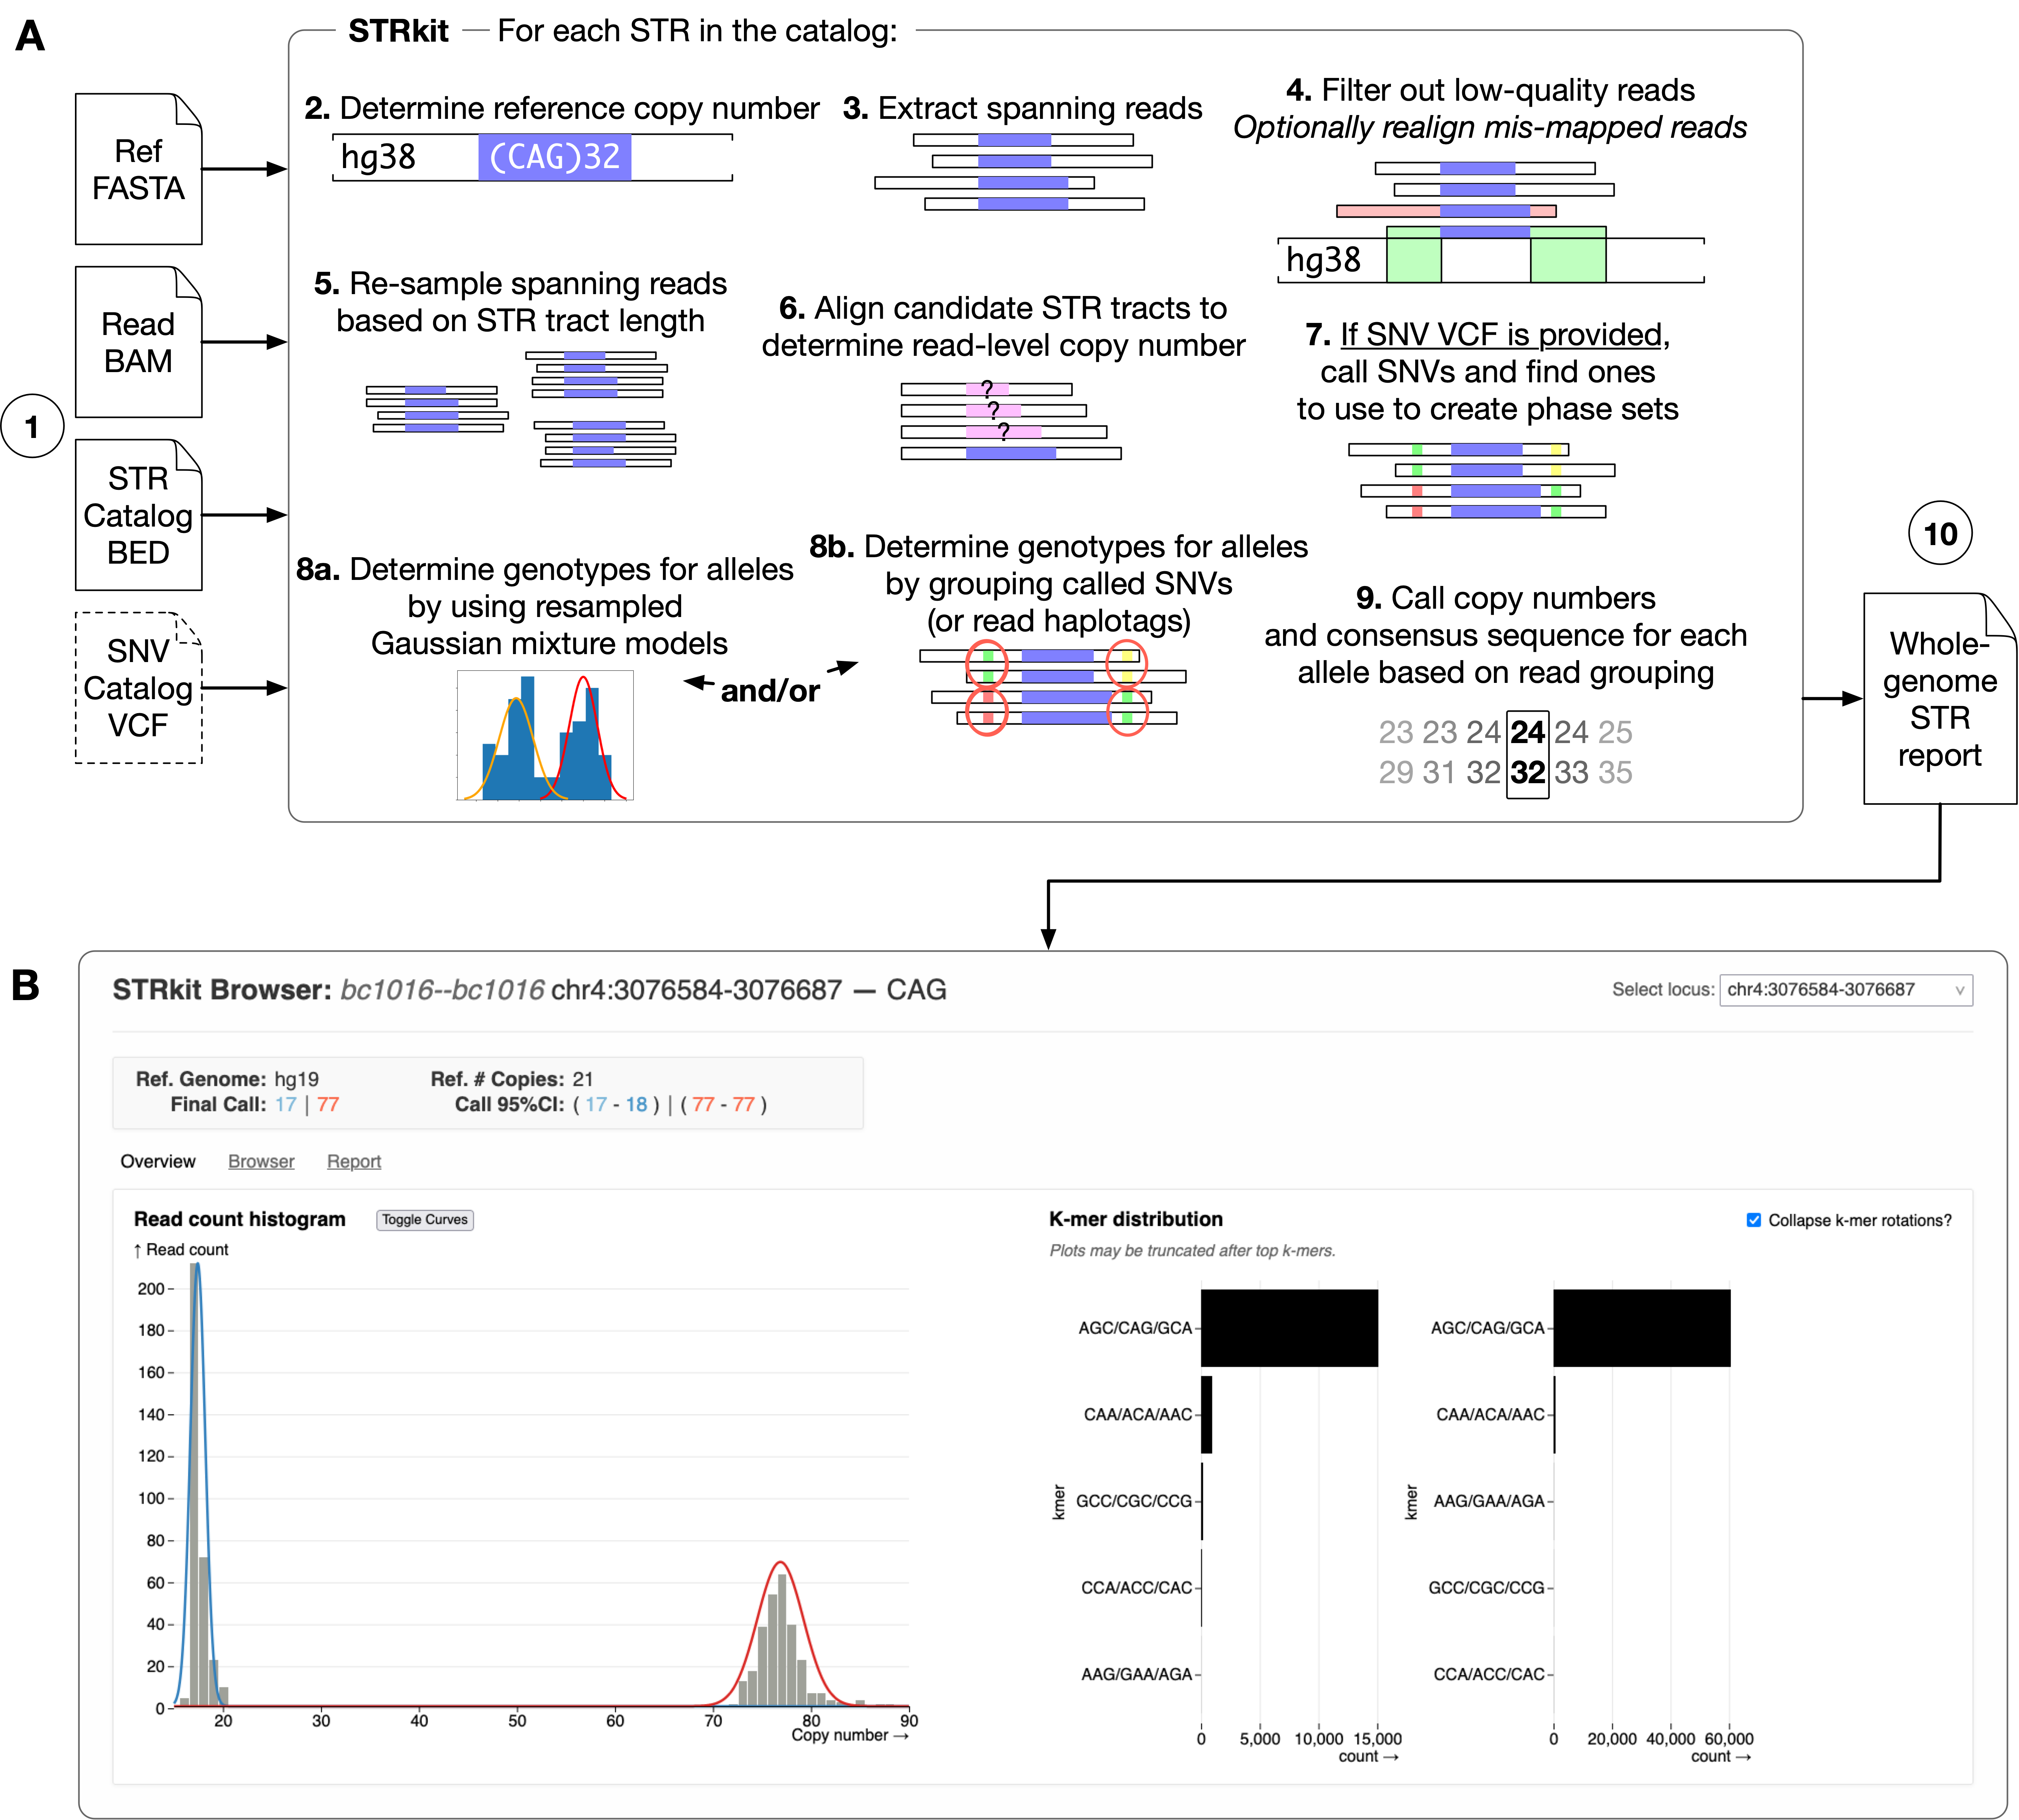 A
STRkit — For each STR in the catalog:
Ref
FASTA
Read
BAM
1
STR
Catalog
BED
SNV
Catalog
VCF
2. Determine reference copy number
hg38 (CAG)32
3. Extract spanning reads
4. Filter out low-quality reads
Optionally realign mis-mapped reads
hg38
5. Re-sample spanning reads
based on STR tract length
6. Align candidate STR tracts to
determine read-level copy number
?
?
?
7. If SNV VCF is provided,
call SNVs and find ones
to use to create phase sets
8a. Determine genotypes for alleles
by using resampled
Gaussian mixture models
and/or
8b. Determine genotypes for alleles
by grouping called SNVs
(or read haplotags)
9. Call copy numbers
and consensus sequence for each
allele based on read grouping
23 23 24 24 24 25
29 31 32 32 33 35
10
Whole-
genome
STR
report
B
STRkit Browser: bc1016--bc1016 chr4:3076584-3076687 — CAG
Select locus: chr4:3076584-3076687 v
Ref. Genome: hg19 Ref. # Copies: 21
Final Call: 17 | 77 Call 95%CI: ( 17 - 18 ) | ( 77 - 77 )
Overview Browser Report
Read count histogram Toggle Curves
↑ Read count
200
180
160
140
120
100
80
60
40
20
0
20 30 40 50 60 70 80 90
Copy number →
K-mer distribution
Collapse k-mer rotations?
Plots may be truncated after top k-mers.
kmer
AGC/CAG/GCA
CAA/ACA/AAC
GCC/CGC/CCG
CCA/ACC/CAC
AAG/GAA/AGA
0 5,000 10,000 15,000
count →
kmer
AGC/CAG/GCA
CAA/ACA/AAC
AAG/GAA/AGA
GCC/CGC/CCG
CCA/ACC/CAC
0 20,000 40,000 60,000
count →